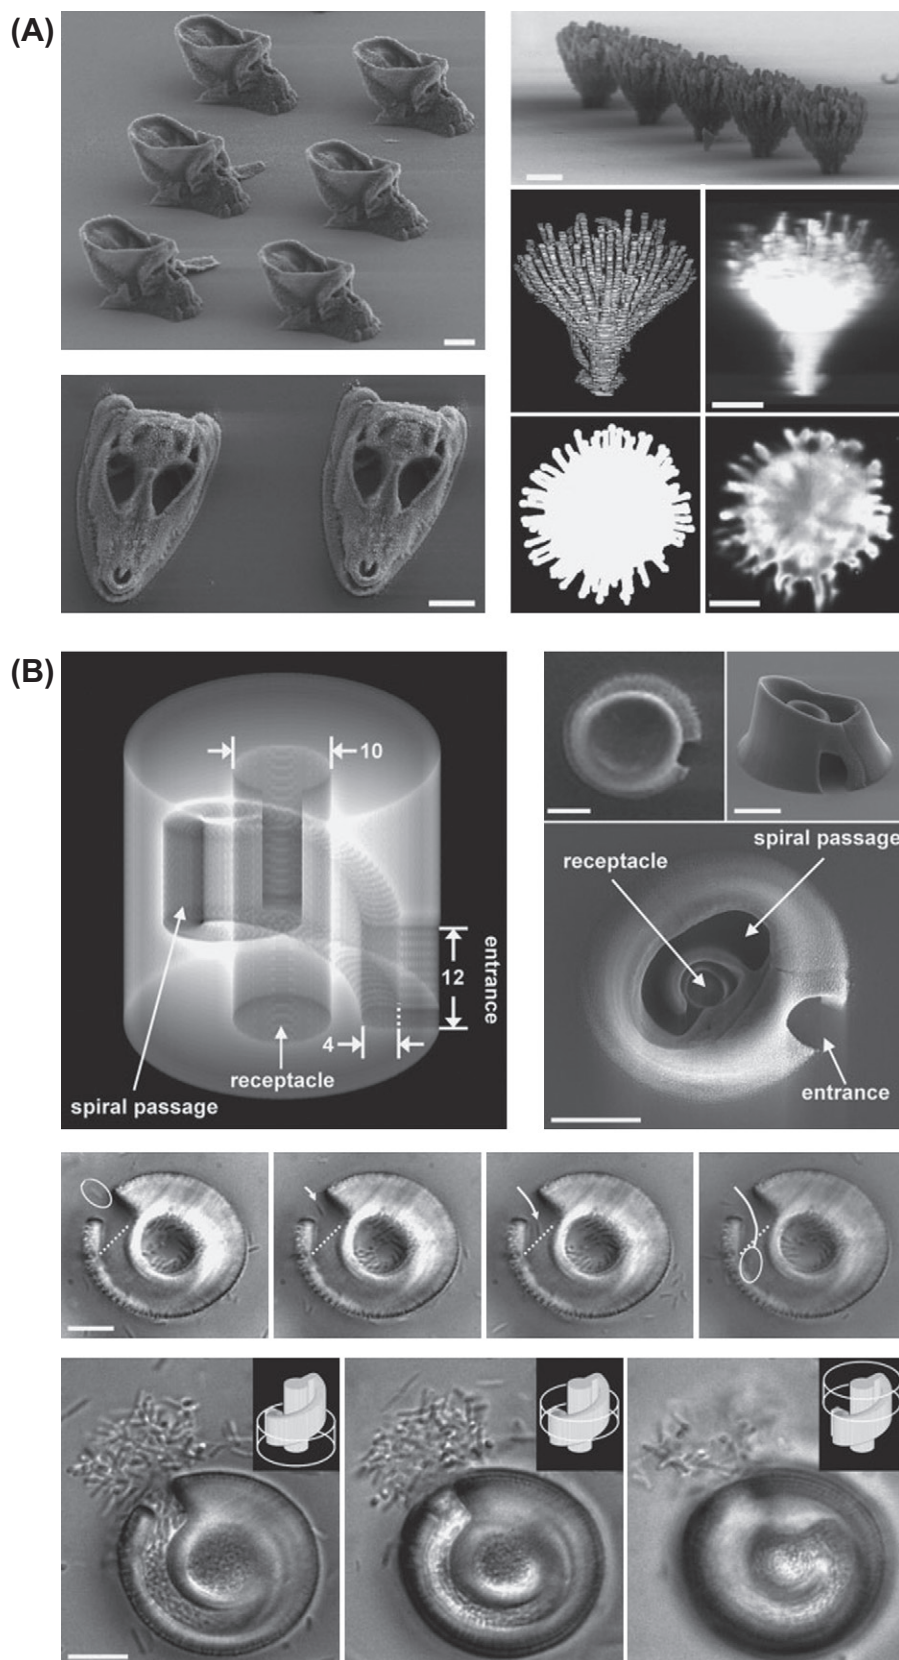 (A)
(B)
10
12
entrance
4
receptacle
spiral passage
spiral passage
receptacle
entrance